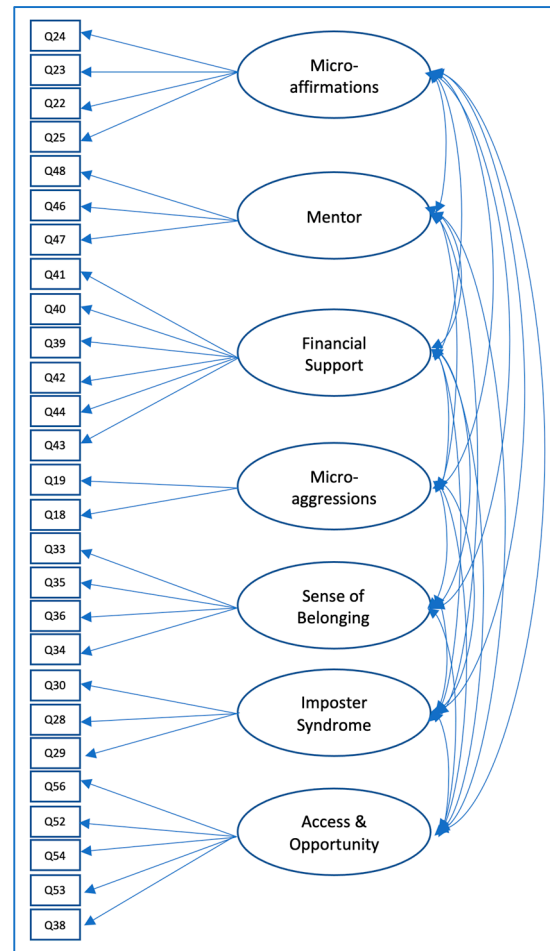 Q24
Q23
Q22
Q25
Q48
Q46
Q47
Q41
Q40
Q39
Q42
Q44
Q43
Q19
Q18
Q33
Q35
Q36
Q34
Q30
Q28
Q29
Q56
Q52
Q54
Q53
Q38
Micro-
affirmations
Mentor
Financial
Support
Micro-
aggressions
Sense of
Belonging
Imposter
Syndrome
Access &
Opportunity